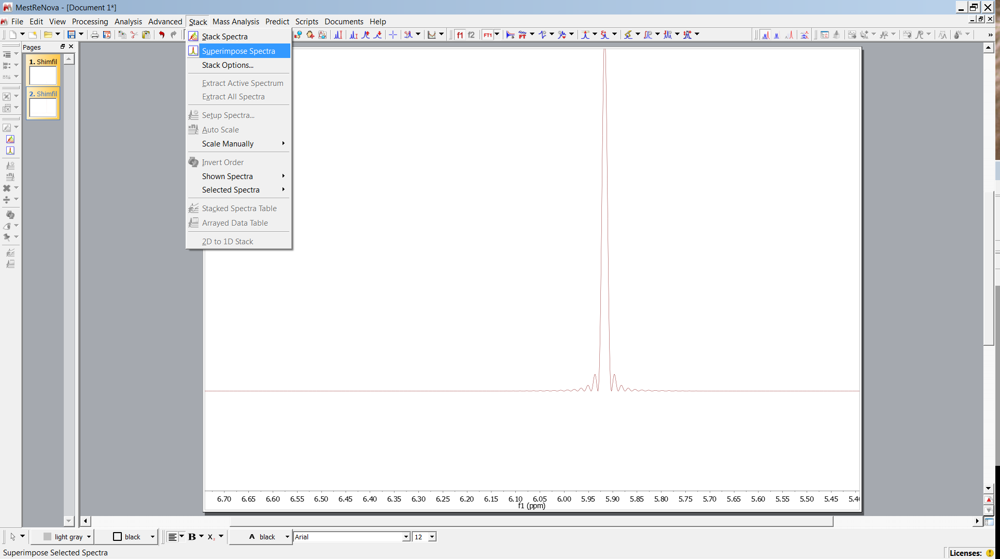 MestReNova - [Document 1*]
File Edit View Processing Analysis Advanced Stack Mass Analysis Predict Scripts Documents Help
f1 f2 FT1 »
Pages
1. Shimfil
2. Shimfil
Stack Spectra
Superimpose Spectra
Stack Options...
Extract Active Spectrum
Extract All Spectra
Setup Spectra...
Auto Scale
Scale Manually
Invert Order
Shown Spectra
Selected Spectra
Stacked Spectra Table
Arrayed Data Table
2D to 1D Stack
6.70 6.65 6.60 6.55 6.50 6.45 6.40 6.35 6.30 6.25 6.20 6.15 6.10 6.05 6.00 5.95 5.90 5.85 5.80 5.75 5.70 5.65 5.60 5.55 5.50 5.45 5.4
f1 (ppm)
light gray black B X₂ A black Arial 12
Superimpose Selected Spectra
Licenses: